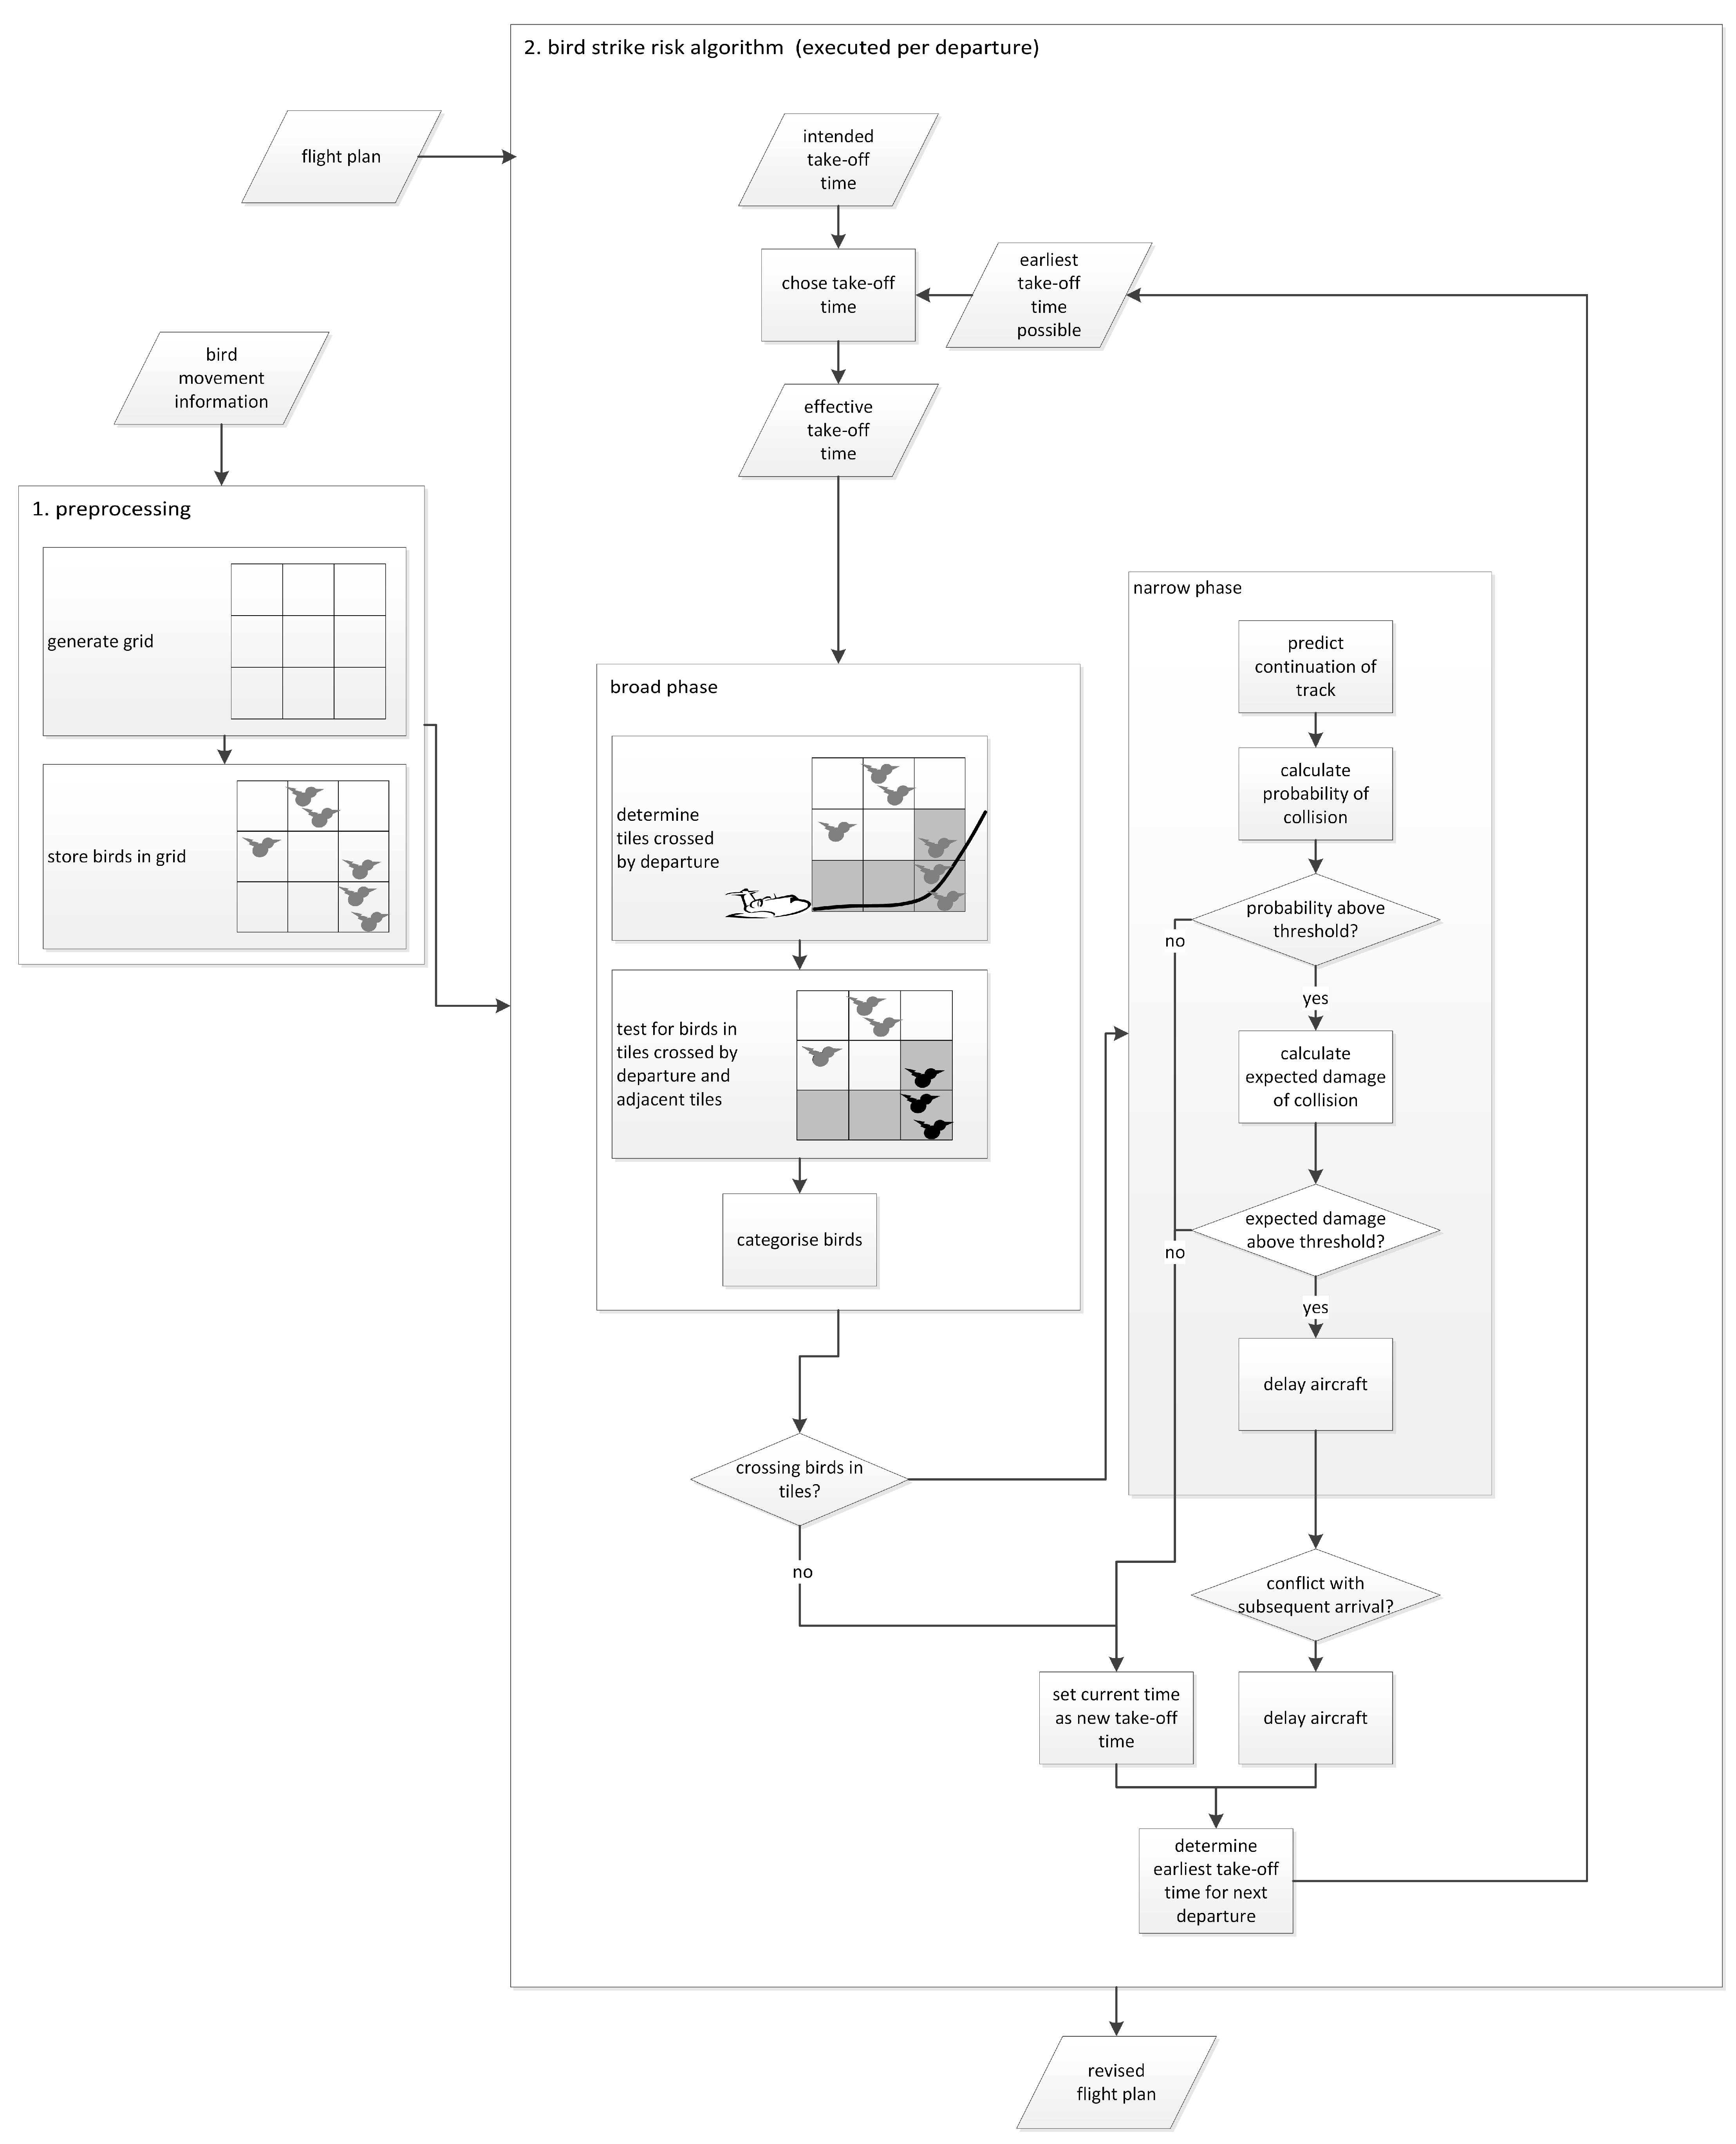 2. bird strike risk algorithm  (executed per departure)
flight plan
intended
take-off
time
chose take-off
time
earliest
take-off
time
possible
effective
take-off
time
bird
movement
information
1. preprocessing
generate grid
store birds in grid
broad phase
determine
tiles crossed
by departure
test for birds in
tiles crossed by
departure and
adjacent tiles
categorise birds
crossing birds in
tiles?
no
narrow phase
predict
continuation of
track
calculate
probability of
collision
probability above
threshold?
no
yes
calculate
expected damage
of collision
expected damage
above threshold?
no
yes
delay aircraft
conflict with
subsequent arrival?
set current time
as new take-off
time
delay aircraft
determine
earliest take-off
time for next
departure
revised
flight plan